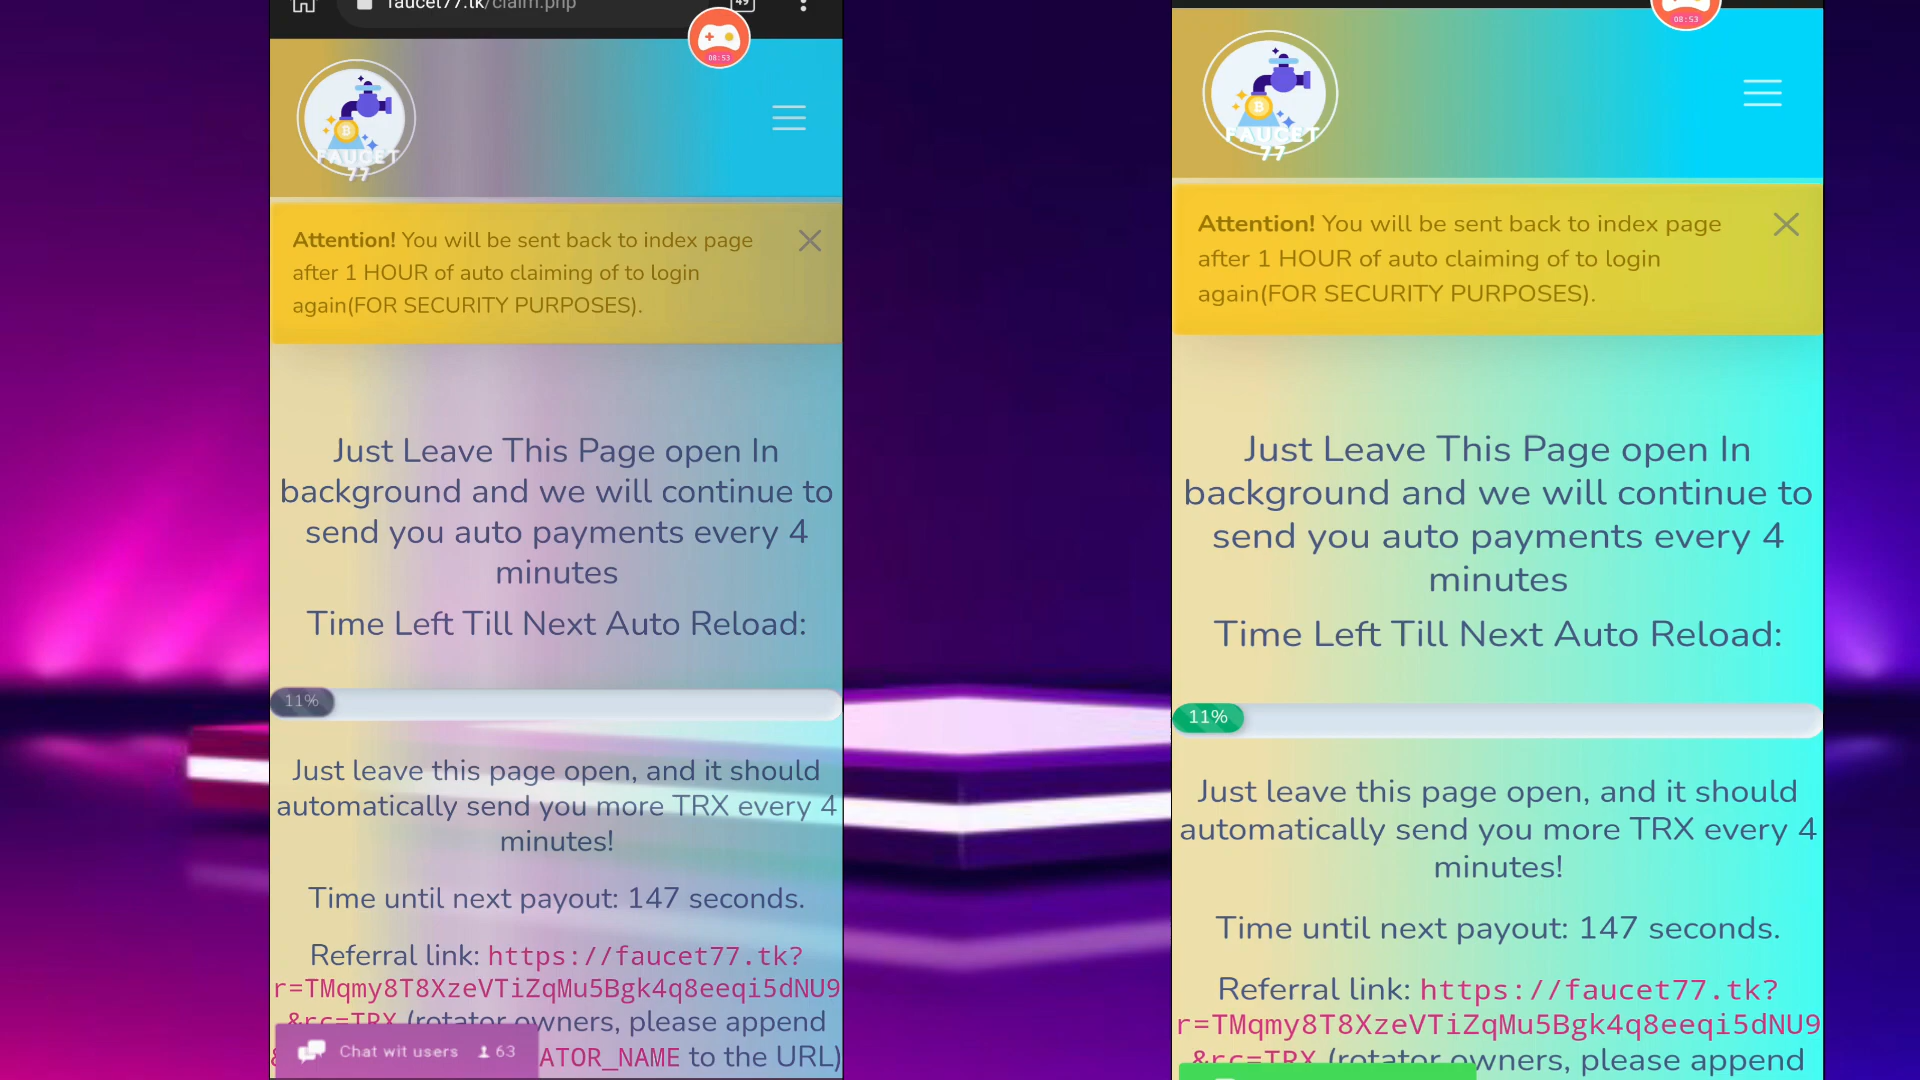 faucet77.tk/claim.php
49
08:53
FAUCET
77
Attention! You will be sent back to index page
after 1 HOUR of auto claiming of to login
again(FOR SECURITY PURPOSES).
Just Leave This Page open In
background and we will continue to
send you auto payments every 4
minutes
Time Left Till Next Auto Reload:
11%
Just leave this page open, and it should
automatically send you more TRX every 4
minutes!
Time until next payout: 147 seconds.
Referral link: https://faucet77.tk?
r=TMqmy8T8XzeVTiZqMu5Bgk4q8eeqi5dNU9
&rc=TRX (rotator owners, please append
ATOR_NAME to the URL)
Chat wit users 63
08:53
FAUCET
77
Attention! You will be sent back to index page
after 1 HOUR of auto claiming of to login
again(FOR SECURITY PURPOSES).
Just Leave This Page open In
background and we will continue to
send you auto payments every 4
minutes
Time Left Till Next Auto Reload:
11%
Just leave this page open, and it should
automatically send you more TRX every 4
minutes!
Time until next payout: 147 seconds.
Referral link: https://faucet77.tk?
r=TMqmy8T8XzeVTiZqMu5Bgk4q8eeqi5dNU9
&rc=TRX (rotator owners, please append